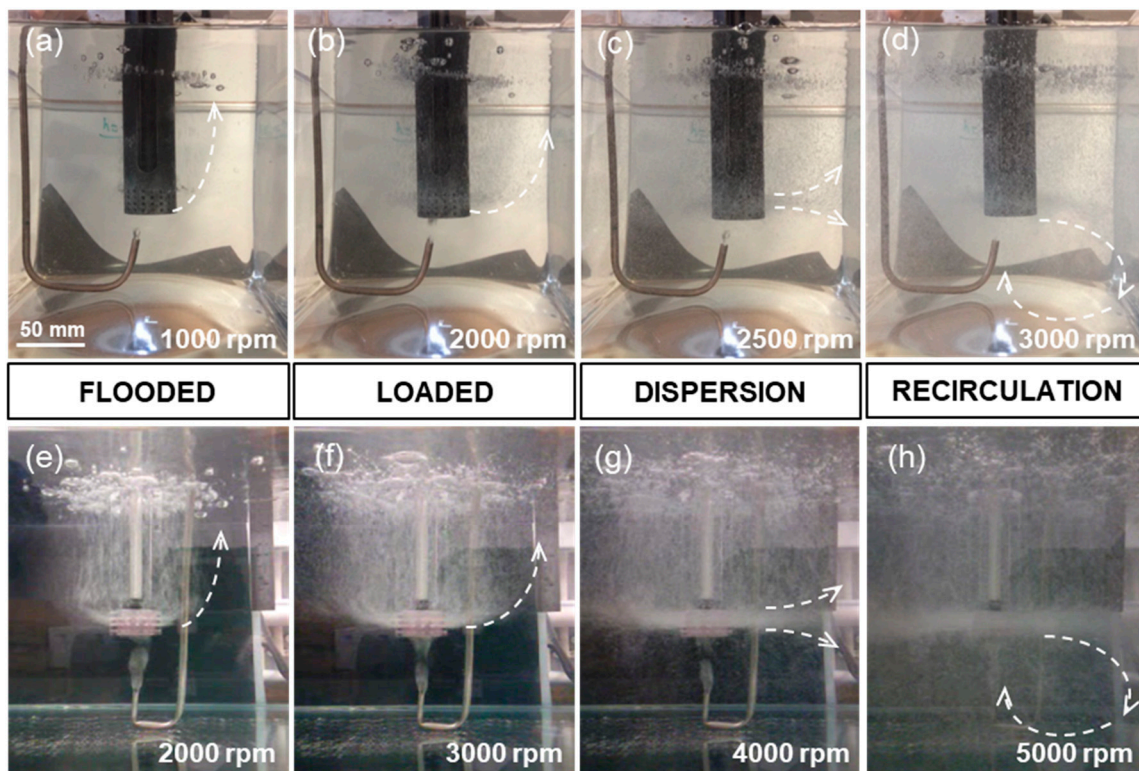 (a) (b) (c) (d)
50 mm 1000 rpm 2000 rpm 2500 rpm 3000 rpm
FLOODED LOADED DISPERSION RECIRCULATION
(e) (f) (g) (h)
2000 rpm 3000 rpm 4000 rpm 5000 rpm